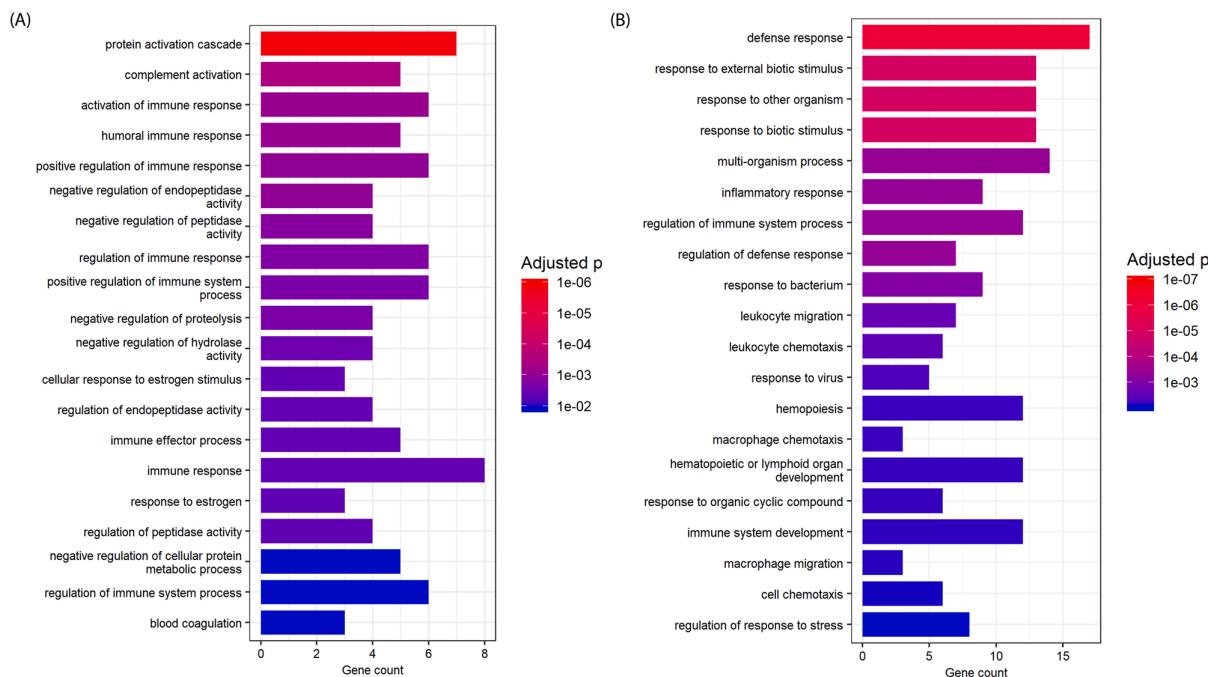 (A)
protein activation cascade
complement activation
activation of immune response
humoral immune response
positive regulation of immune response
negative regulation of endopeptidase
activity
negative regulation of peptidase
activity
regulation of immune response
positive regulation of immune system
process
negative regulation of proteolysis
negative regulation of hydrolase
activity
cellular response to estrogen stimulus
regulation of endopeptidase activity
immune effector process
immune response
response to estrogen
regulation of peptidase activity
negative regulation of cellular protein
metabolic process
regulation of immune system process
blood coagulation
0 2 4 6 8
Gene count
Adjusted p
1e-06
1e-05
1e-04
1e-03
1e-02
(B)
defense response
response to external biotic stimulus
response to other organism
response to biotic stimulus
multi-organism process
inflammatory response
regulation of immune system process
regulation of defense response
response to bacterium
leukocyte migration
leukocyte chemotaxis
response to virus
hemopoiesis
macrophage chemotaxis
hematopoietic or lymphoid organ
development
response to organic cyclic compound
immune system development
macrophage migration
cell chemotaxis
regulation of response to stress
0 5 10 15
Gene count
Adjusted p
1e-07
1e-06
1e-05
1e-04
1e-03